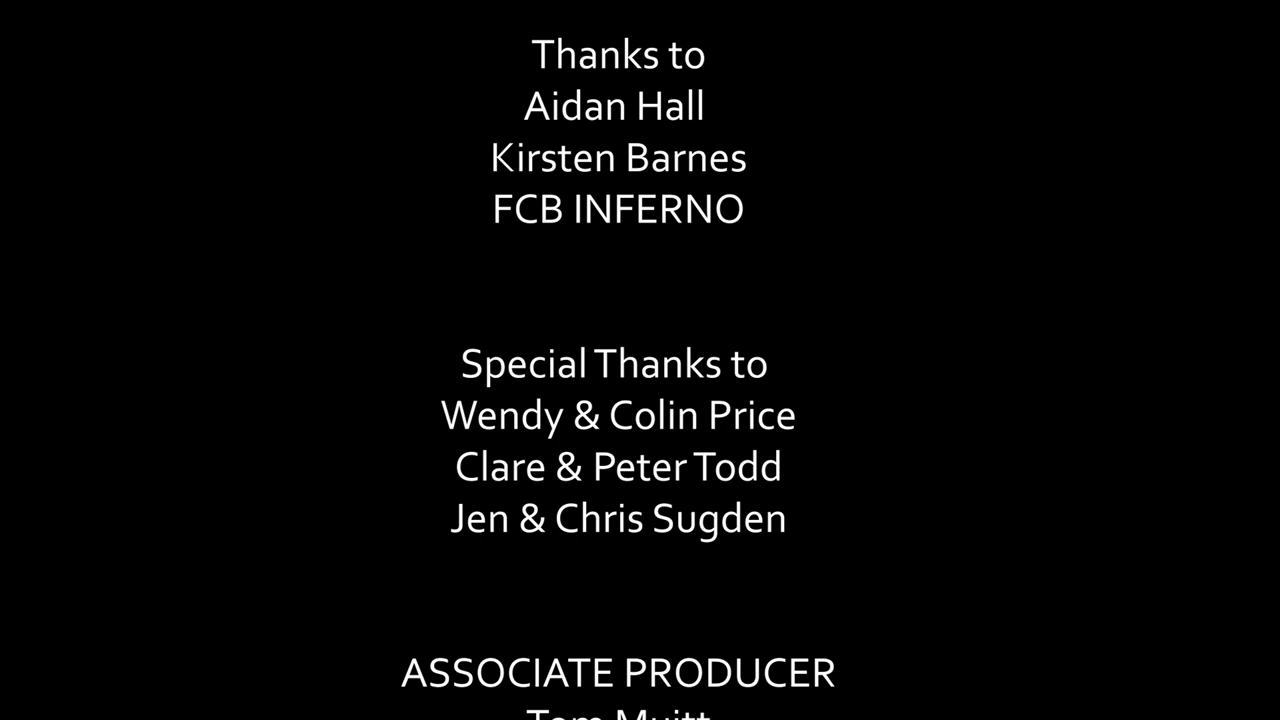 Thanks to
Aidan Hall
Kirsten Barnes
FCB INFERNO
Special Thanks to
Wendy & Colin Price
Clare & Peter Todd
Jen & Chris Sugden
ASSOCIATE PRODUCER
Tom